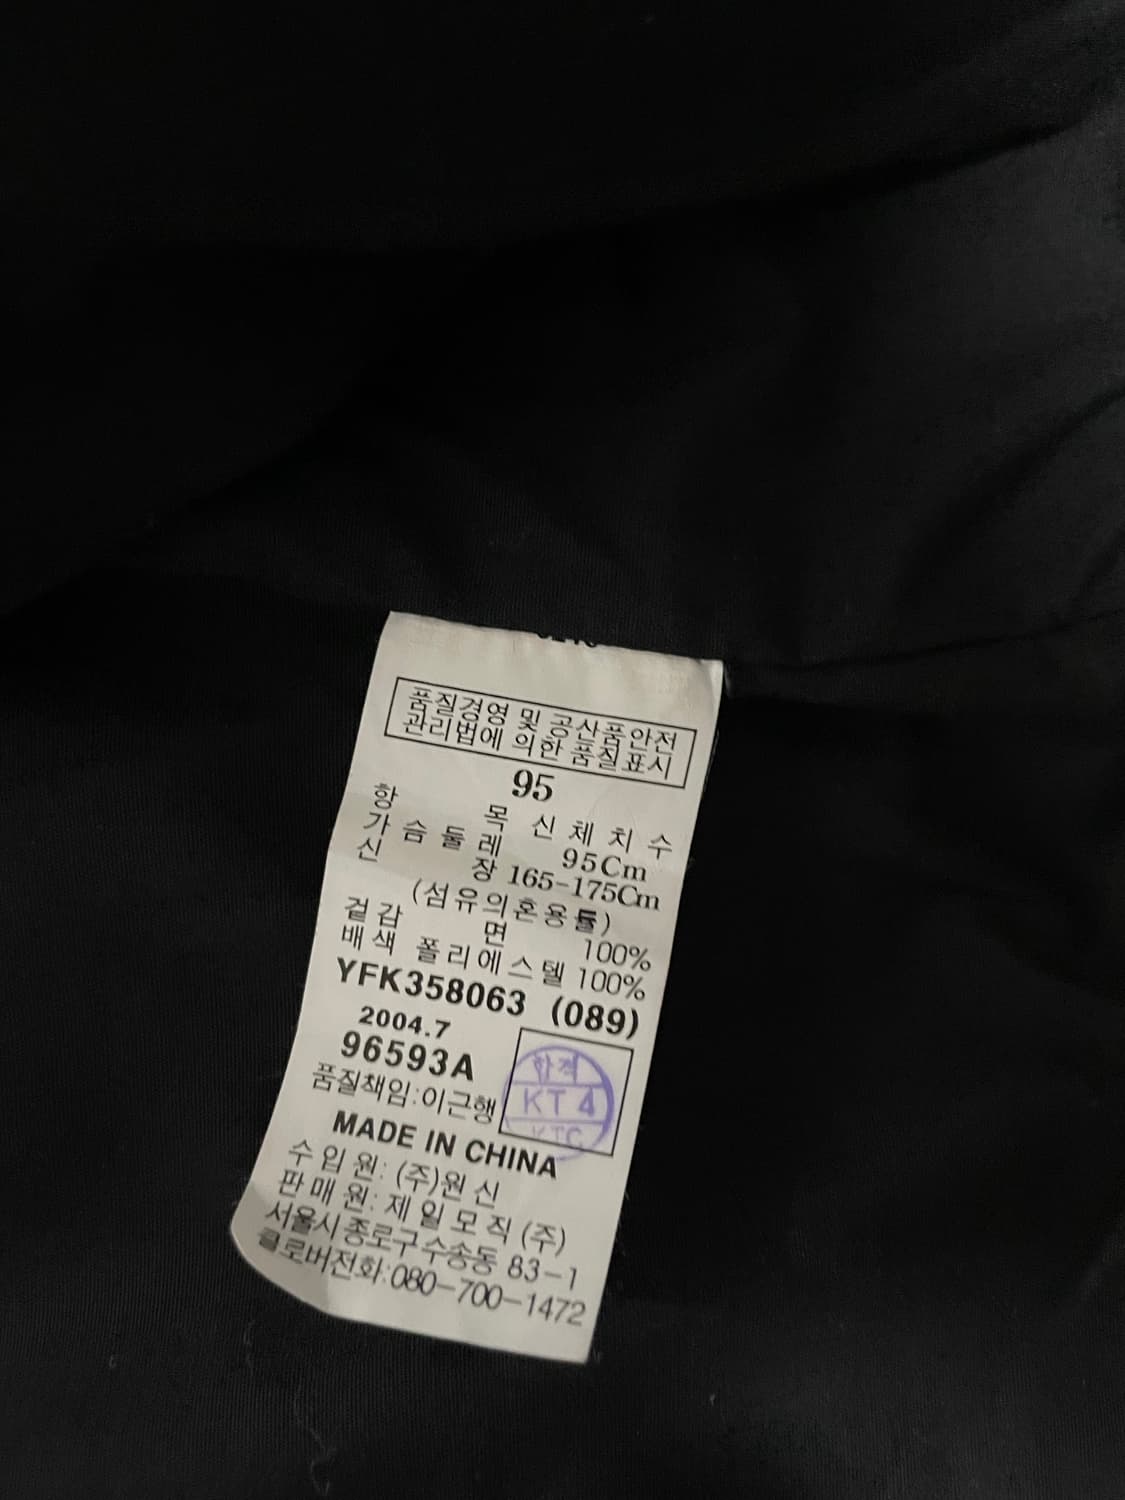 품질경영 및 공산품안전
관리법에 의한 품질표시
95
항 목 신체치수
가슴둘레 95Cm
신 장 165-175Cm
(섬유의혼용률)
겉감 면 100%
배색 폴리에스텔 100%
YFK358063 (089)
2004.7
96593A
품질책임:이근행
합격
KT 4
KTC
MADE IN CHINA
수입원: (주)원신
판매원: 제일모직(주)
서울시종로구수송동 83-1
클로버전화:080-700-1472